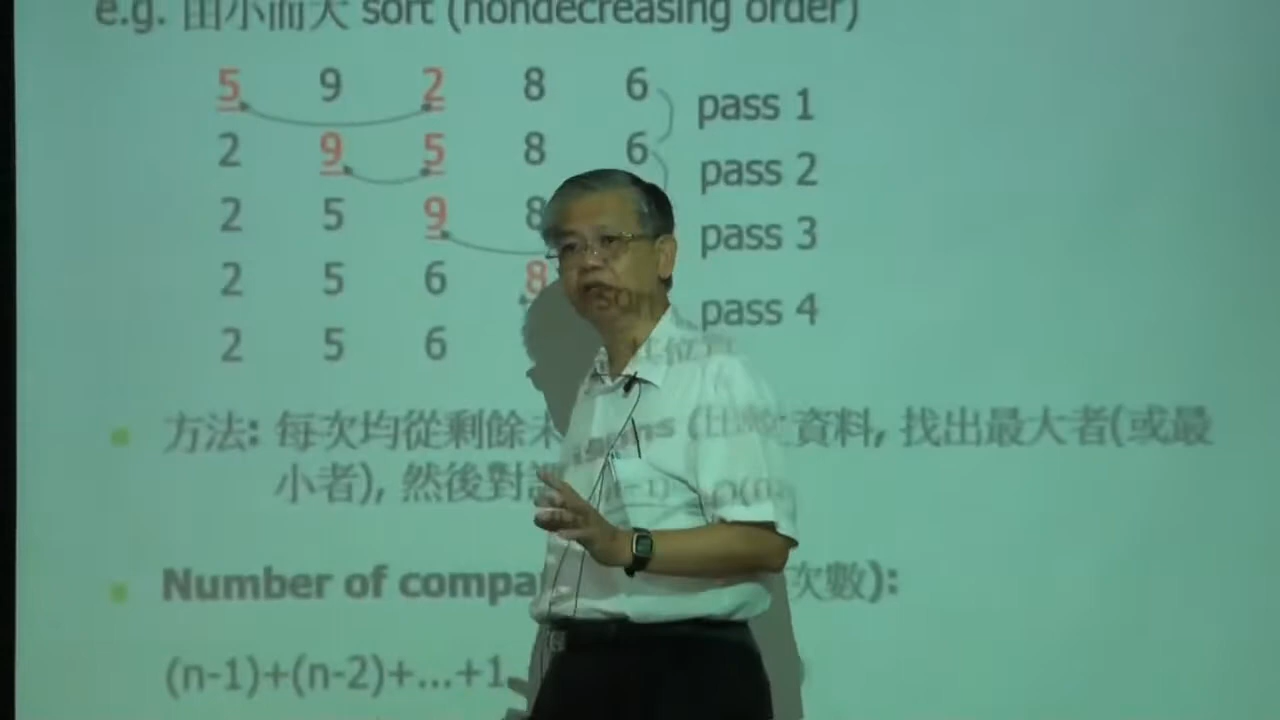 e.g. 由小而大 sort (nondecreasing order)
5 9 2 8 6 pass 1
2 9 5 8 6 pass 2
2 5 9 8 pass 3
2 5 6 8 pass 4
2 5 6
方法: 每次均從剩餘未 資料, 找出最大者(或最
小者), 然後對
Number of compa 次數):
(n-1)+(n-2)+...+1